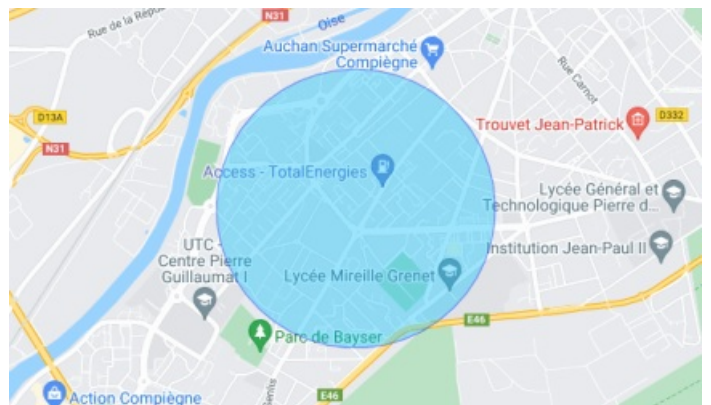 N31
Rue de la Répu
Oise
Auchan Supermarché
Compiègne
Rue Carnot
D13A
N31
Trouvet Jean-Patrick
D332
Access - TotalEnergies
Lycée Général et
Technologique Pierre d...
UTC -
Centre Pierre
Guillaumat I
Institution Jean-Paul II
Lycée Mireille Grenet
E46
Parc de Bayser
E46
Action Compiègne